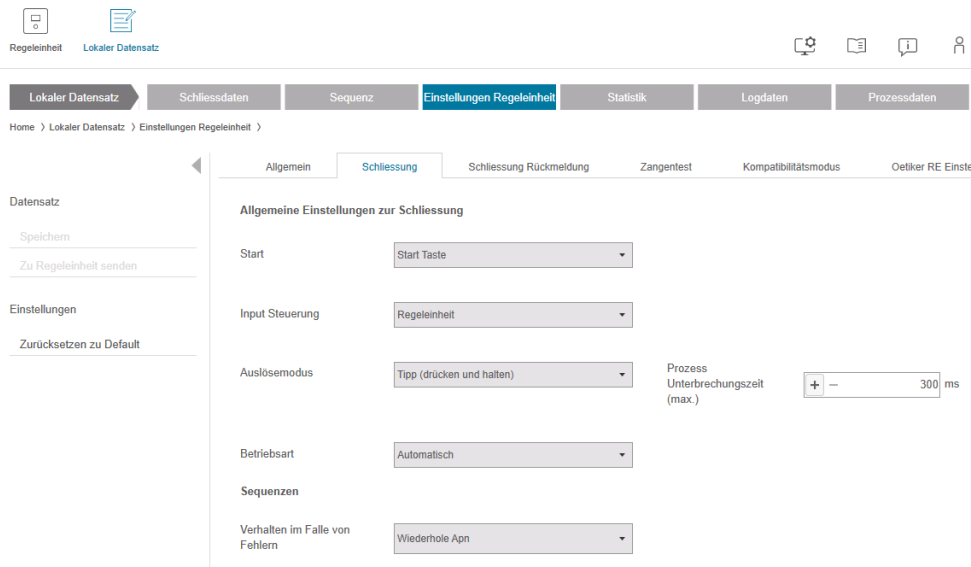 Regeleinheit
Lokaler Datensatz
Lokaler Datensatz
Schliessdaten
Sequenz
Einstellungen Regeleinheit
Statistik
Logdaten
Prozessdaten
Home > Lokaler Datensatz > Einstellungen Regeleinheit >
Allgemein
Schliessung
Schliessung Rückmeldung
Zangentest
Kompatibilitätsmodus
Oetiker RE Einste
Datensatz
Speichern
Zu Regeleinheit senden
Einstellungen
Zurücksetzen zu Default
Allgemeine Einstellungen zur Schliessung
Start
Start Taste
Input Steuerung
Regeleinheit
Auslösemodus
Tipp (drücken und halten)
Prozess
Unterbrechungszeit
(max.)
+ − 300 ms
Betriebsart
Automatisch
Sequenzen
Verhalten im Falle von
Fehlern
Wiederhole Apn